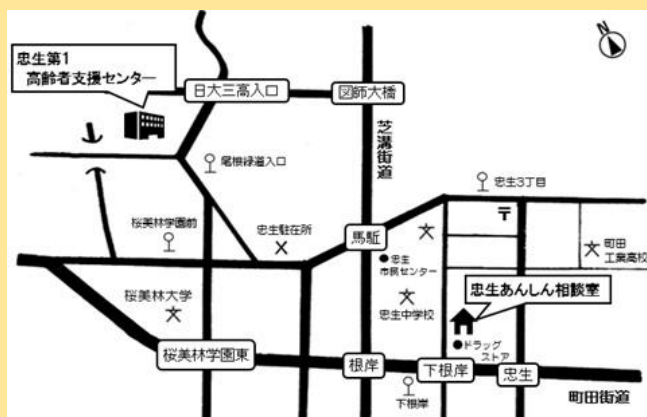 N
忠生第1
高齢者支援センター
日大三高入口
図師大橋
芝溝街道
尾根緑道入口
忠生3丁目
〒
桜美林学園前
忠生駐在所
馬駈
忠生
市民センター
町田
工業高校
桜美林大学
忠生中学校
忠生あんしん相談室
ドラッグ
ストア
桜美林学園東
根岸
下根岸
忠生
下根岸
町田街道